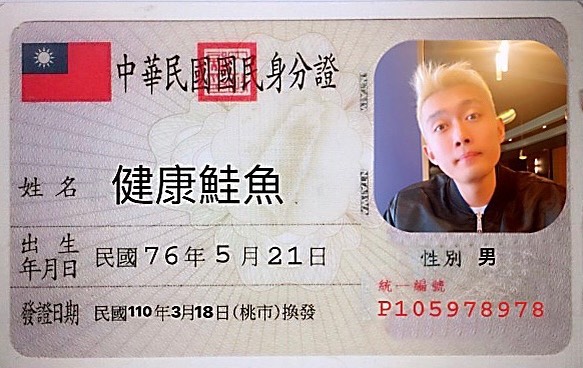 中華民國國民身分證
姓名 健康鮭魚
出生年月日 民國76年5月21日
性別 男
統一編號
P105978978
發證日期 民國110年3月18日(桃市)換發